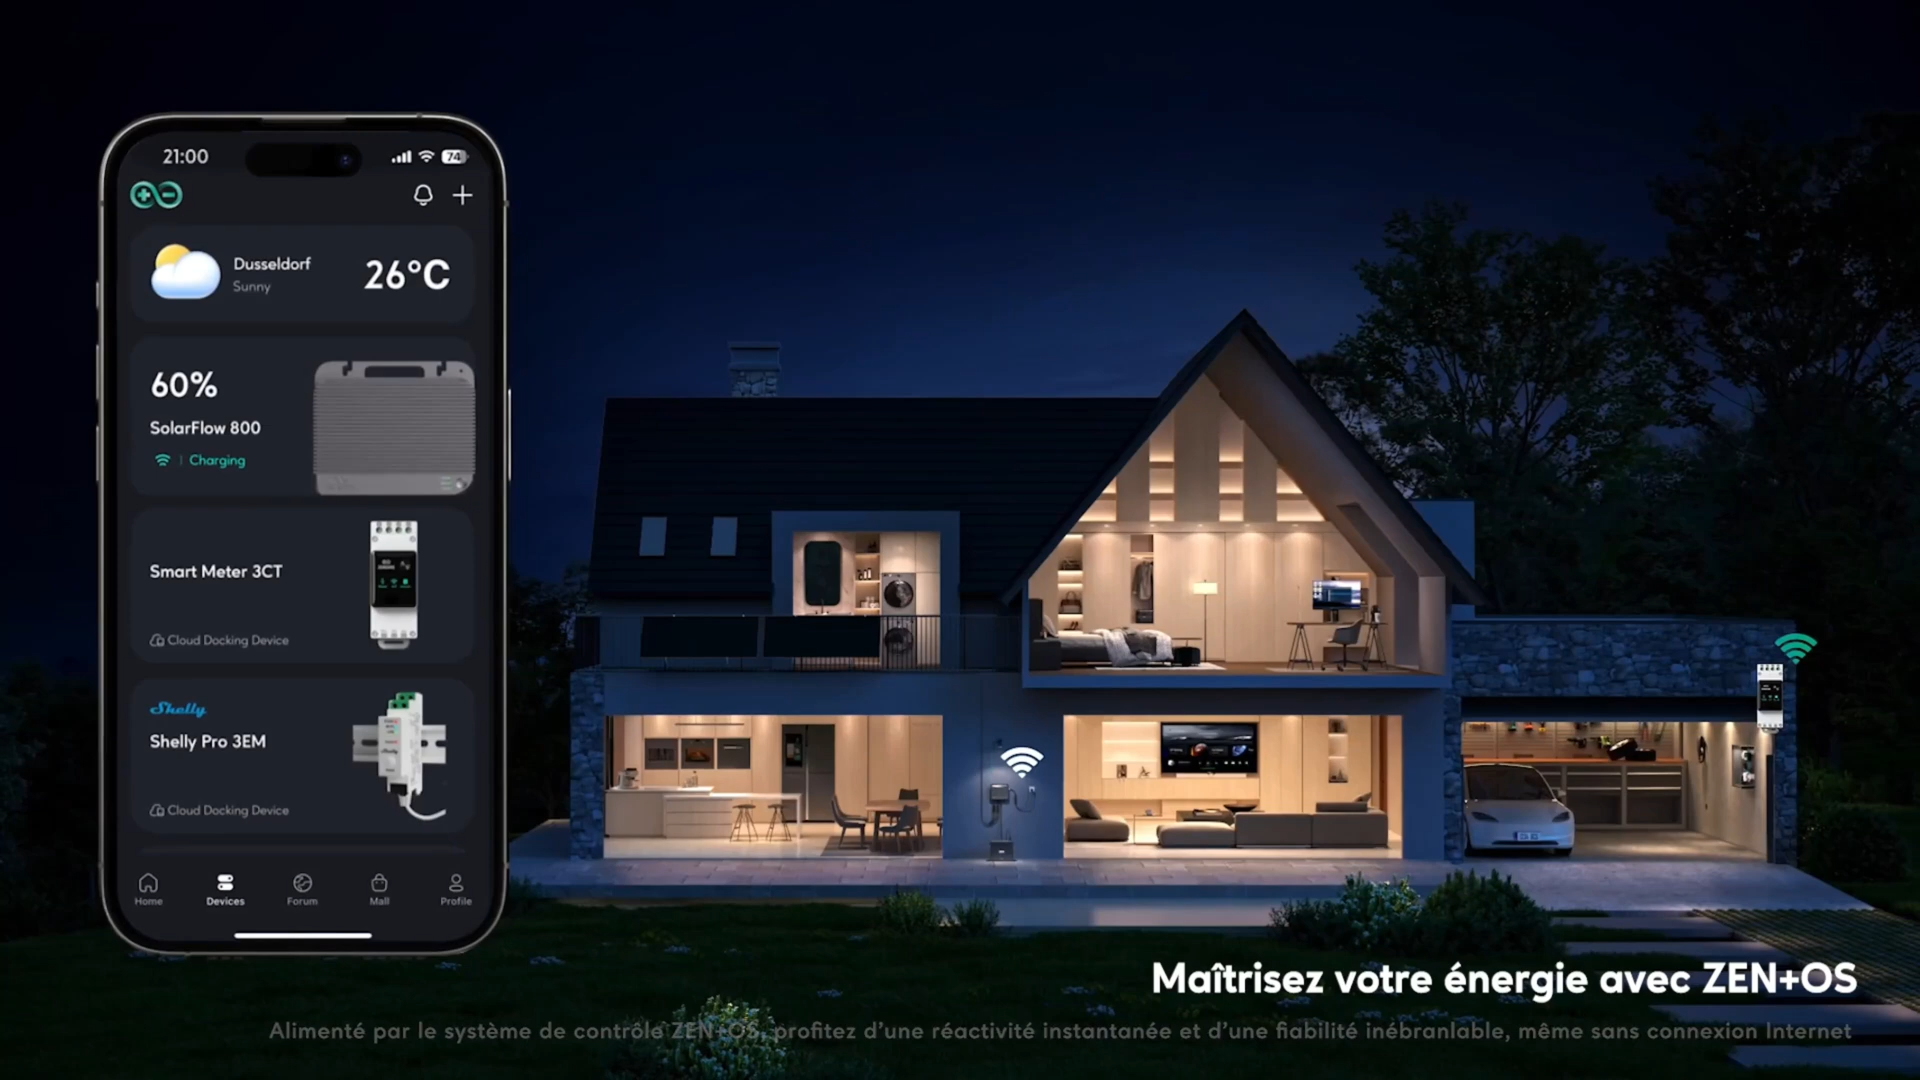 21:00
74
Dusseldorf
Sunny
26°C
60%
SolarFlow 800
Charging
Smart Meter 3CT
Cloud Docking Device
Shelly
Shelly Pro 3EM
Cloud Docking Device
Home
Devices
Forum
Mall
Profile
Maîtrisez votre énergie avec ZEN+OS
Alimenté par le système de contrôle ZEN+OS, profitez d'une réactivité instantanée et d'une fiabilité inébranlable, même sans connexion Internet